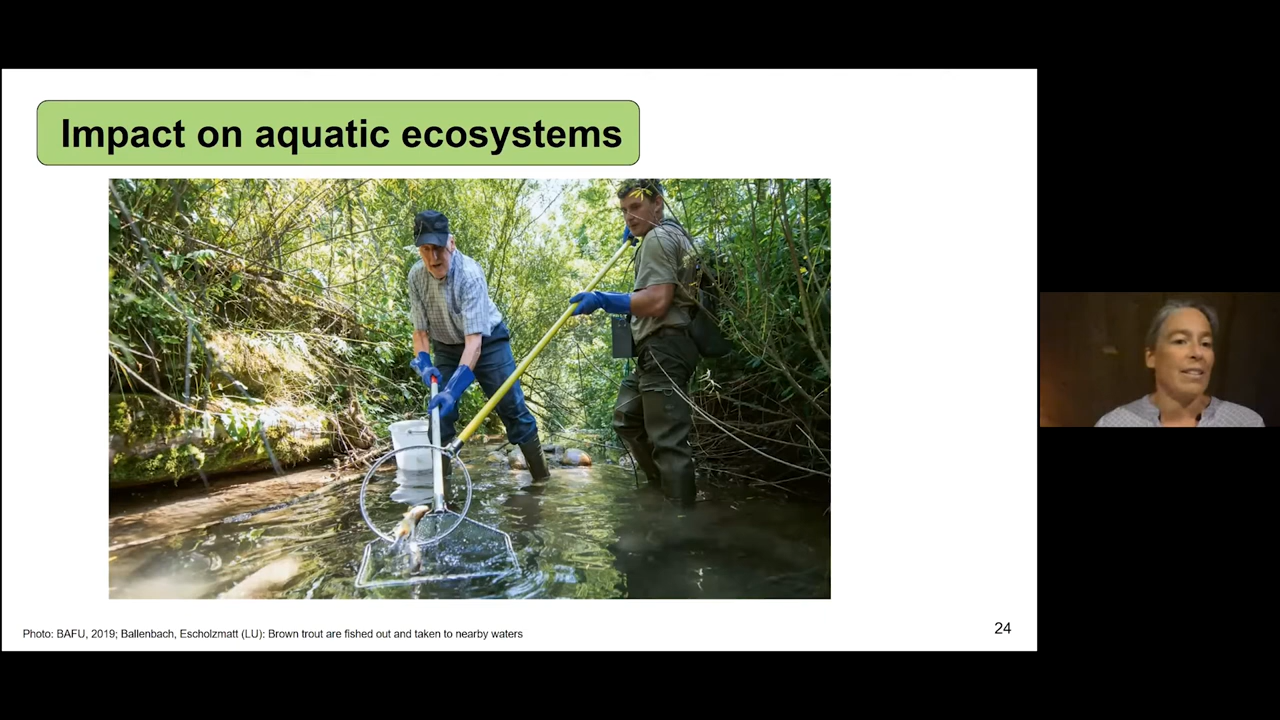 Impact on aquatic ecosystems
Photo: BAFU, 2019; Ballenbach, Escholzmatt (LU): Brown trout are fished out and taken to nearby waters
24